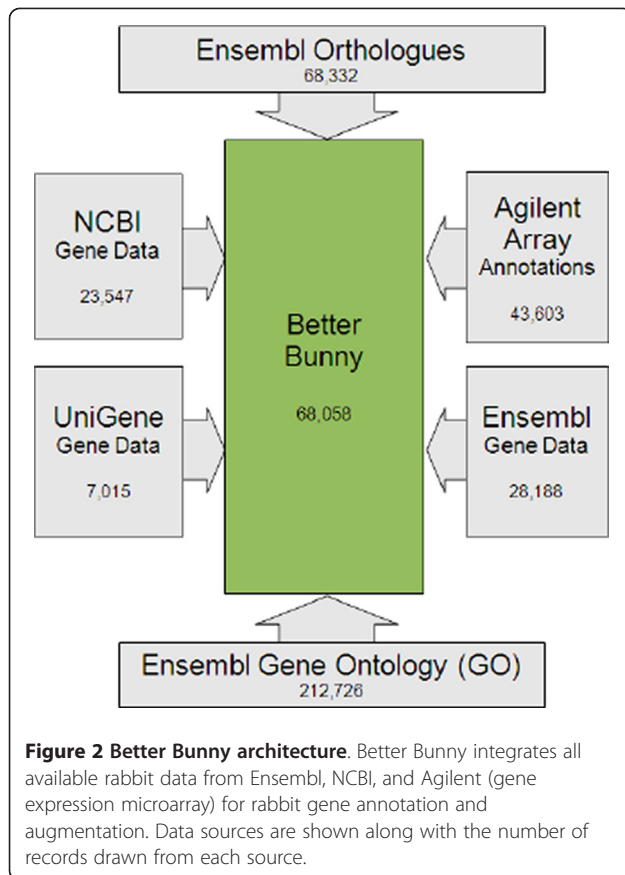 Ensembl Orthologues
68,332
NCBI
Gene Data
23,547
Agilent
Array
Annotations
43,603
Better
Bunny
68,058
UniGene
Gene Data
7,015
Ensembl
Gene Data
28,188
Ensembl Gene Ontology (GO)
212,726
Figure 2 Better Bunny architecture. Better Bunny integrates all
available rabbit data from Ensembl, NCBI, and Agilent (gene
expression microarray) for rabbit gene annotation and
augmentation. Data sources are shown along with the number of
records drawn from each source.